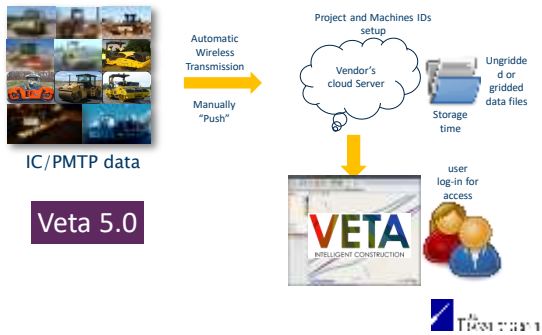 Project and Machines IDs
setup
Automatic
Wireless
Transmission
Manually
"Push"
Vendor's
cloud Server
Ungridde
d or
gridded
data files
Storage
time
IC/PMTP data
Veta 5.0
user
log-in for
access
VETA
INTELLIGENT CONSTRUCTION